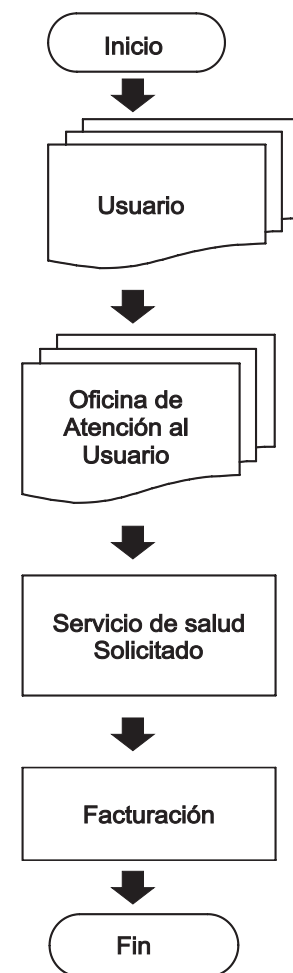 Inicio
Usuario
Oficina de
Atención al
Usuario
Servicio de salud
Solicitado
Facturación
Fin